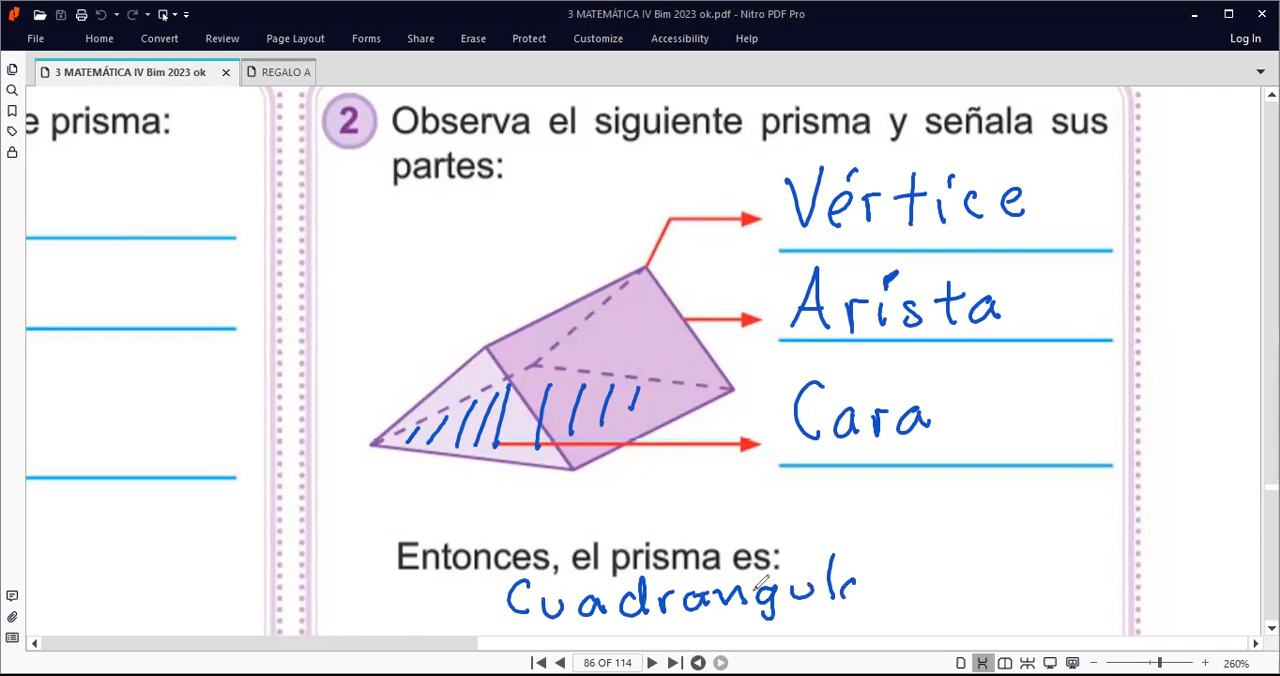 3 MATEMÁTICA IV Bim 2023 ok.pdf - Nitro PDF Pro
File Home Convert Review Page Layout Forms Share Erase Protect Customize Accessibility Help Log In
3 MATEMÁTICA IV Bim 2023 ok REGALO A
e prisma:
2 Observa el siguiente prisma y señala sus
partes:
Vértice
Arista
Cara
Entonces, el prisma es:
Cuadrangula
86 OF 114
260%